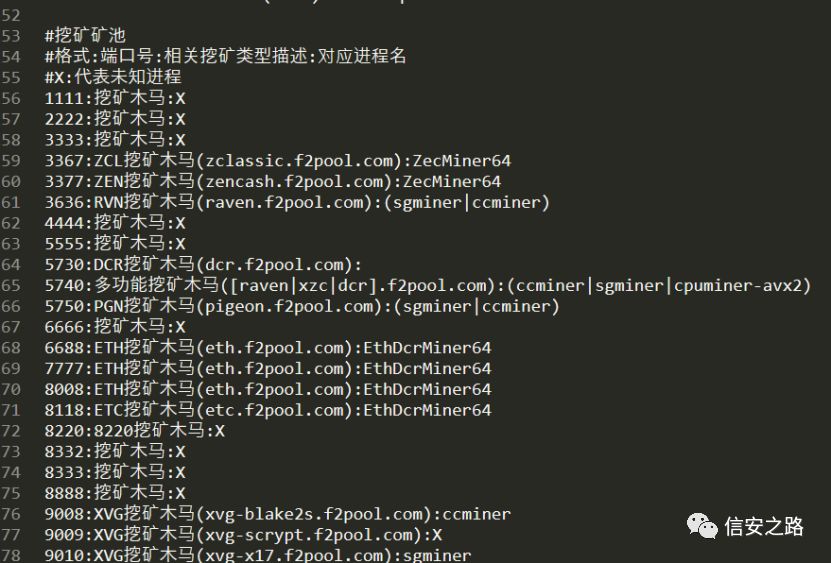 52
53 #挖矿矿池
54 #格式:端口号:相关挖矿类型描述:对应进程名
55 #X:代表未知进程
56 1111:挖矿木马:X
57 2222:挖矿木马:X
58 3333:挖矿木马:X
59 3367:ZCL挖矿木马(zclassic.f2pool.com):ZecMiner64
60 3377:ZEN挖矿木马(zencash.f2pool.com):ZecMiner64
61 3636:RVN挖矿木马(raven.f2pool.com):(sgminer|ccminer)
62 4444:挖矿木马:X
63 5555:挖矿木马:X
64 5730:DCR挖矿木马(dcr.f2pool.com):
65 5740:多功能挖矿木马([raven|xzc|dcr].f2pool.com):(ccminer|sgminer|cpuminer-avx2)
66 5750:PGN挖矿木马(pigeon.f2pool.com):(sgminer|ccminer)
67 6666:挖矿木马:X
68 6688:ETH挖矿木马(eth.f2pool.com):EthDcrMiner64
69 7777:ETH挖矿木马(eth.f2pool.com):EthDcrMiner64
70 8008:ETH挖矿木马(eth.f2pool.com):EthDcrMiner64
71 8118:ETC挖矿木马(etc.f2pool.com):EthDcrMiner64
72 8220:8220挖矿木马:X
73 8332:挖矿木马:X
74 8333:挖矿木马:X
75 8888:挖矿木马:X
76 9008:XVG挖矿木马(xvg-blake2s.f2pool.com):ccminer
77 9009:XVG挖矿木马(xvg-scrypt.f2pool.com):X
78 9010:XVG挖矿木马(xvg-x17.f2pool.com):sgminer
信安之路